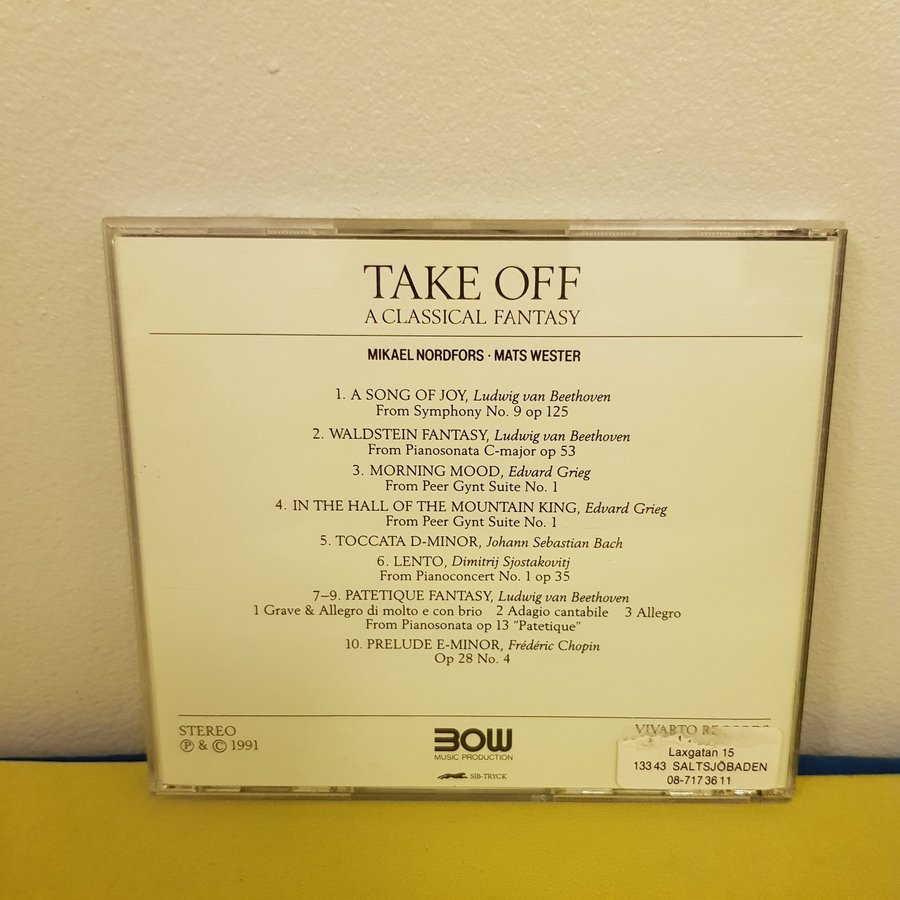 TAKE OFF
A CLASSICAL FANTASY
MIKAEL NORDFORS · MATS WESTER
1. A SONG OF JOY, Ludwig van Beethoven
From Symphony No. 9 op 125
2. WALDSTEIN FANTASY, Ludwig van Beethoven
From Pianosonata C-major op 53
3. MORNING MOOD, Edvard Grieg
From Peer Gynt Suite No. 1
4. IN THE HALL OF THE MOUNTAIN KING, Edvard Grieg
From Peer Gynt Suite No. 1
5. TOCCATA D-MINOR, Johann Sebastian Bach
6. LENTO, Dimitrij Sjostakovitj
From Pianoconcert No. 1 op 35
7–9. PATETIQUE FANTASY, Ludwig van Beethoven
1 Grave & Allegro di molto e con brio 2 Adagio cantabile 3 Allegro
From Pianosonata op 13 "Patetique"
10. PRELUDE E-MINOR, Frédéric Chopin
Op 28 No. 4
STEREO
Ⓟ & © 1991
BOW
MUSIC PRODUCTION
SIB-TRYCK
VIVARTO
Laxgatan 15
133 43 SALTSJÖBADEN
08-717 36 11